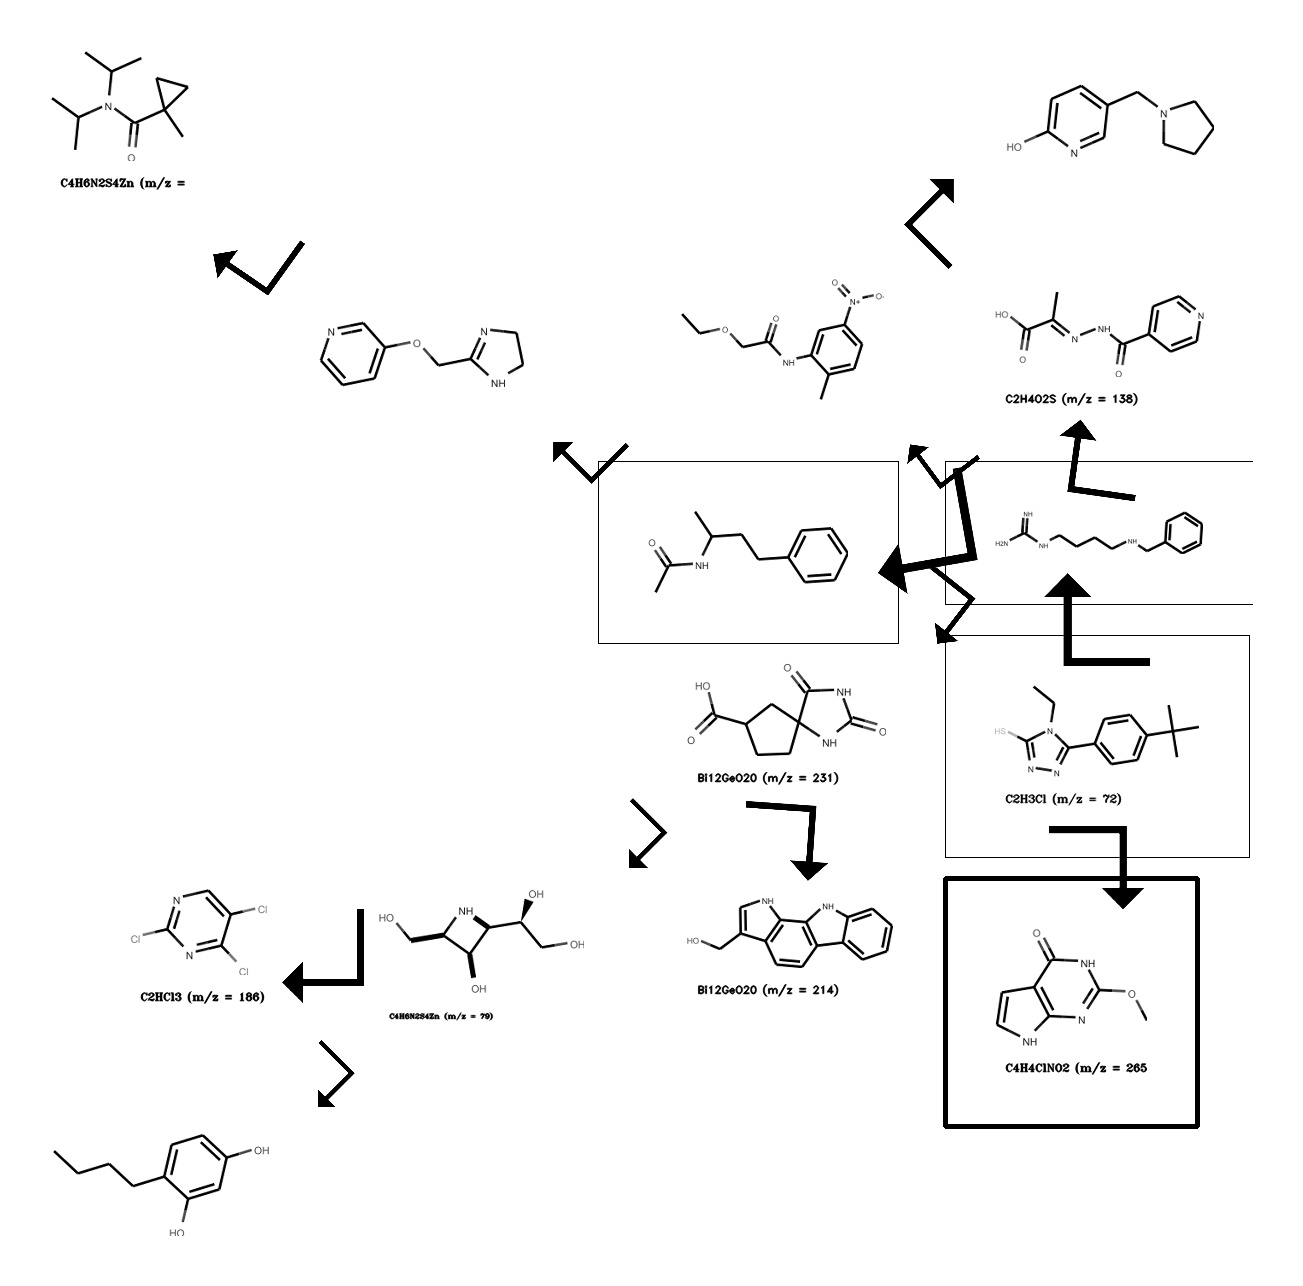 N
O
C4H6N2S4Zn (m/z =
HO
N
N
N
O
N
NH
O
O
NH
N+
O
O-
HO
O
N
NH
O
N
C2H4O2S (m/z = 138)
O
NH
H2N
NH
NH
NH
HO
O
O
NH
O
NH
Bi12GeO20 (m/z = 231)
HS
N
N
N
C2H3Cl (m/z = 72)
N
N
Cl
Cl
Cl
C2HCl3 (m/z = 186)
HO
NH
OH
OH
OH
C4H6N2S4Zn (m/z = 79)
HO
NH
NH
Bi12GeO20 (m/z = 214)
O
NH
N
O
NH
C4H4ClNO2 (m/z = 265
OH
HO